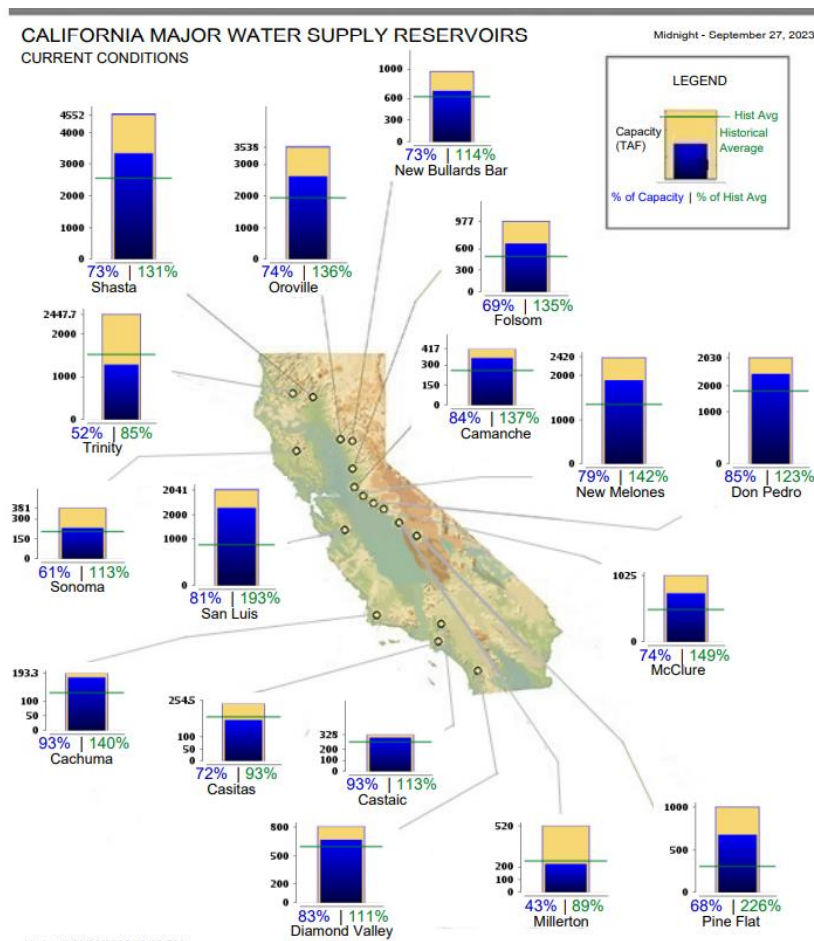 CALIFORNIA MAJOR WATER SUPPLY RESERVOIRS
CURRENT CONDITIONS
Midnight - September 27, 2023
LEGEND
Hist Avg
Capacity
(TAF)
Historical
Average
% of Capacity | % of Hist Avg
4552
4000
3000
2000
1000
0
73% | 131%
Shasta
3538
3000
2000
1000
0
74% | 136%
Oroville
1000
600
300
0
73% | 114%
New Bullards Bar
977
600
300
0
69% | 135%
Folsom
2447.7
2000
1000
0
52% | 85%
Trinity
417
300
150
0
84% | 137%
Camanche
2420
2000
1000
0
79% | 142%
New Melones
2030
2000
1000
0
85% | 123%
Don Pedro
381
300
150
0
61% | 113%
Sonoma
2041
2000
1000
0
81% | 193%
San Luis
1025
0
74% | 149%
McClure
193.3
100
50
0
93% | 140%
Cachuma
254.5
100
50
0
72% | 93%
Casitas
325
200
100
0
93% | 113%
Castaic
800
500
200
0
83% | 111%
Diamond Valley
520
200
100
0
43% | 89%
Millerton
1000
500
0
68% | 226%
Pine Flat